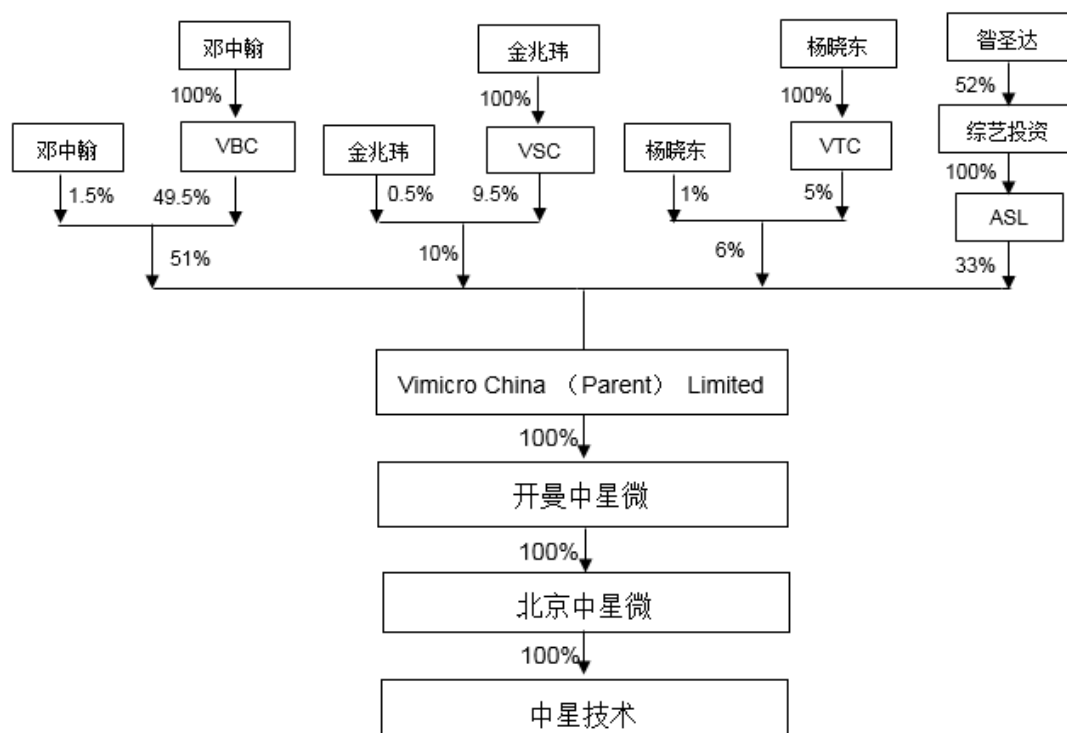 邓中翰
金兆玮
杨晓东
昝圣达
100%
100%
100%
52%
邓中翰
VBC
金兆玮
VSC
杨晓东
VTC
综艺投资
1.5%
49.5%
0.5%
9.5%
1%
5%
100%
ASL
51%
10%
6%
33%
Vimicro China （Parent） Limited
100%
开曼中星微
100%
北京中星微
100%
中星技术